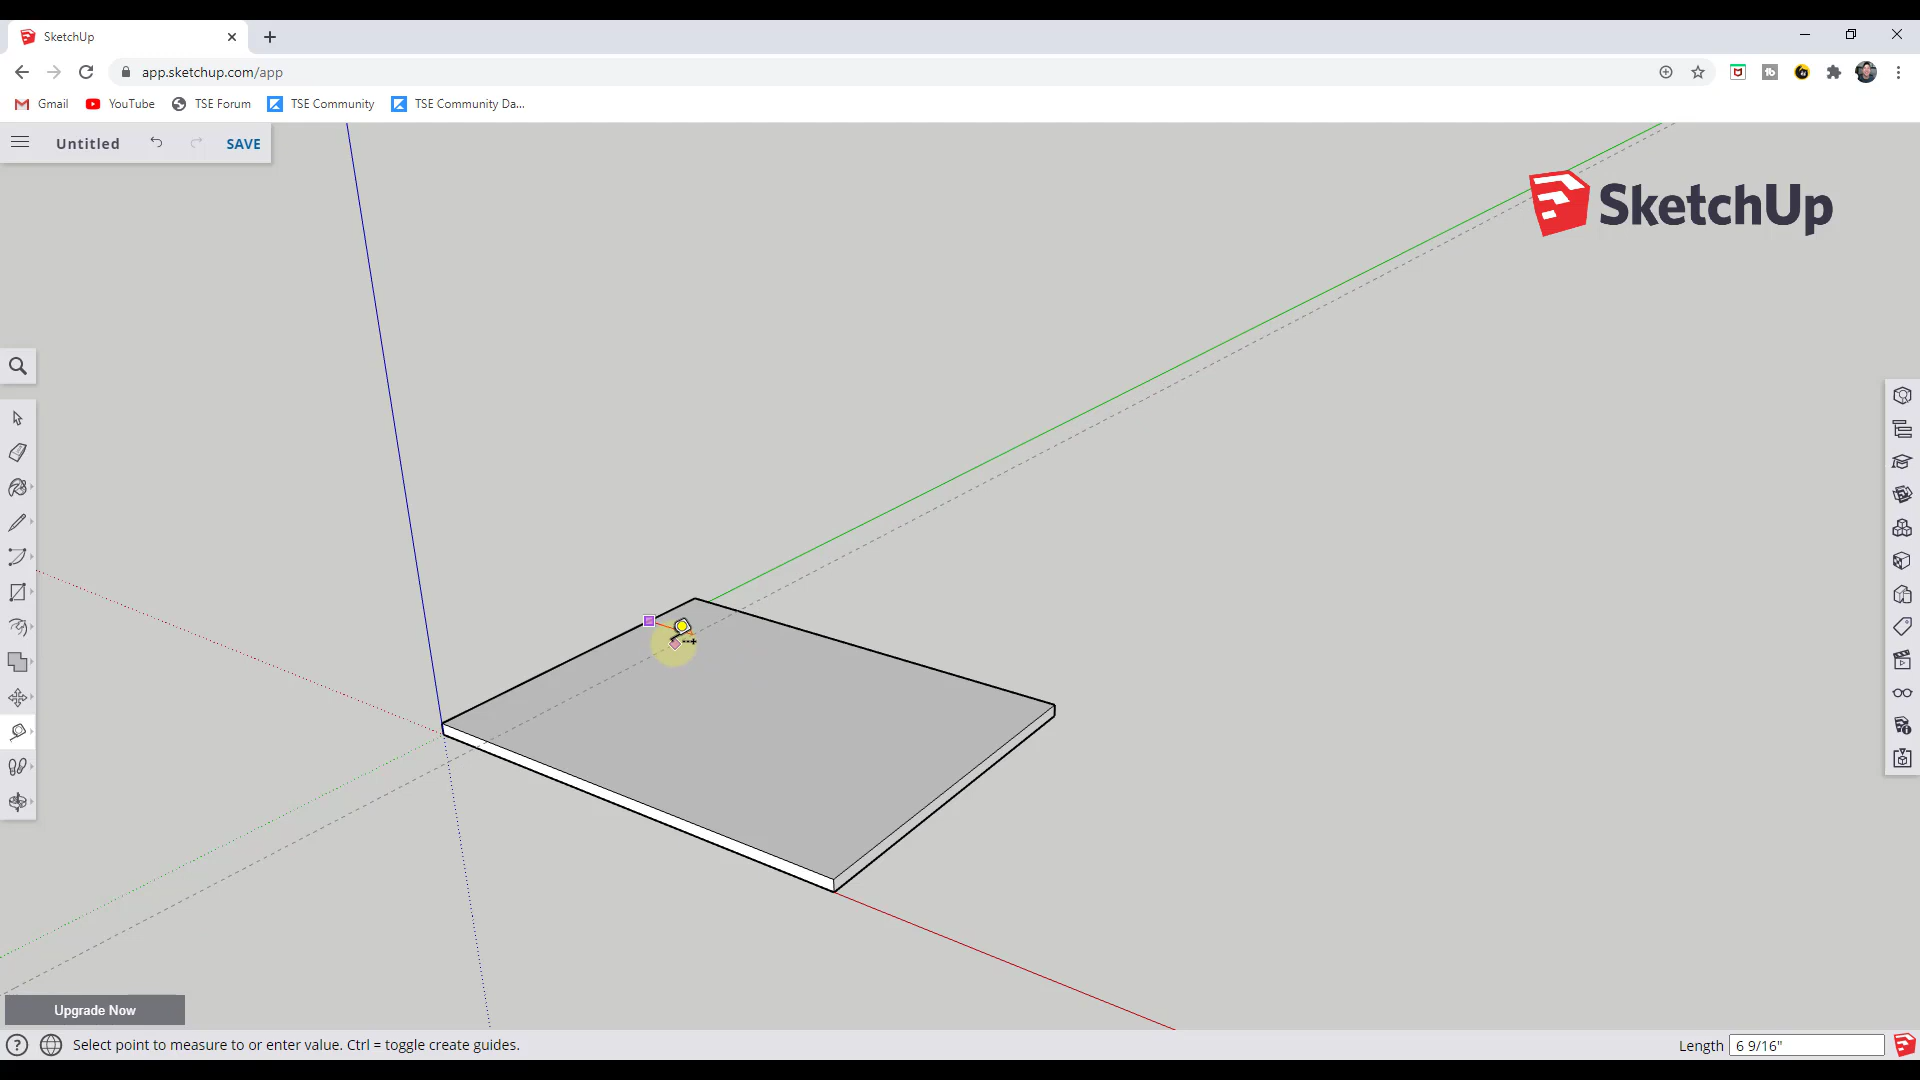 SketchUp
app.sketchup.com/app
Gmail YouTube TSE Forum TSE Community TSE Community Da...
Untitled SAVE
SketchUp
Upgrade Now
Select point to measure to or enter value. Ctrl = toggle create guides.
Length 6 9/16"